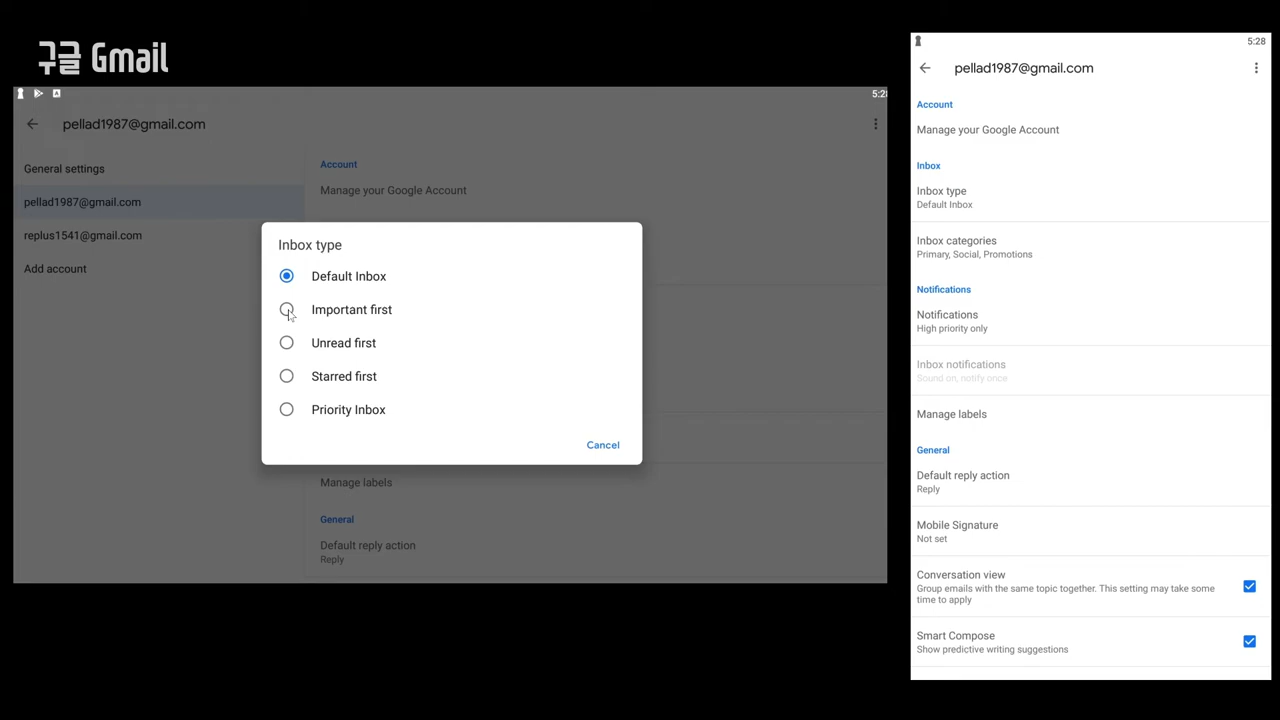 구글 Gmail
5:28
pellad1987@gmail.com
General settings
pellad1987@gmail.com
replus1541@gmail.com
Add account
Account
Manage your Google Account
Inbox type
Default Inbox
Important first
Unread first
Starred first
Priority Inbox
Cancel
Manage labels
General
Default reply action
Reply
5:28
pellad1987@gmail.com
Account
Manage your Google Account
Inbox
Inbox type
Default Inbox
Inbox categories
Primary, Social, Promotions
Notifications
Notifications
High priority only
Inbox notifications
Sound on, notify once
Manage labels
General
Default reply action
Reply
Mobile Signature
Not set
Conversation view
Group emails with the same topic together. This setting may take some
time to apply
Smart Compose
Show predictive writing suggestions